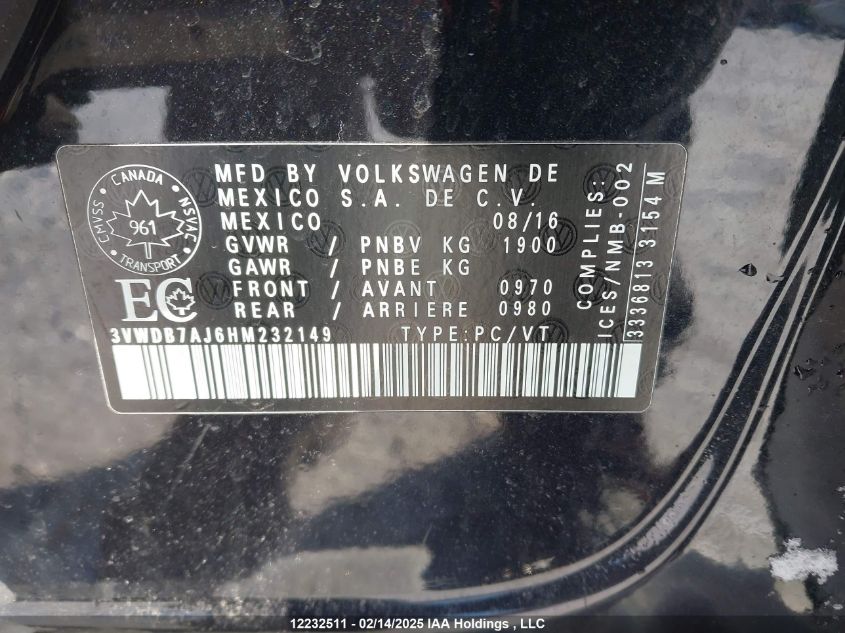 MFD BY VOLKSWAGEN DE
MEXICO S.A. DE C.V.
MEXICO 08/16
GVWR / PNBV KG 1900
GAWR / PNBE KG
FRONT / AVANT 0970
REAR / ARRIERE 0980
3VWDB7AJ6HM232149 TYPE:PC/VT
CANADA
CMVSS NSVAC
961
TRANSPORT
EC
COMPLIES:
ICES/NMB-002
33368133154M
12232511 - 02/14/2025 IAA Holdings , LLC